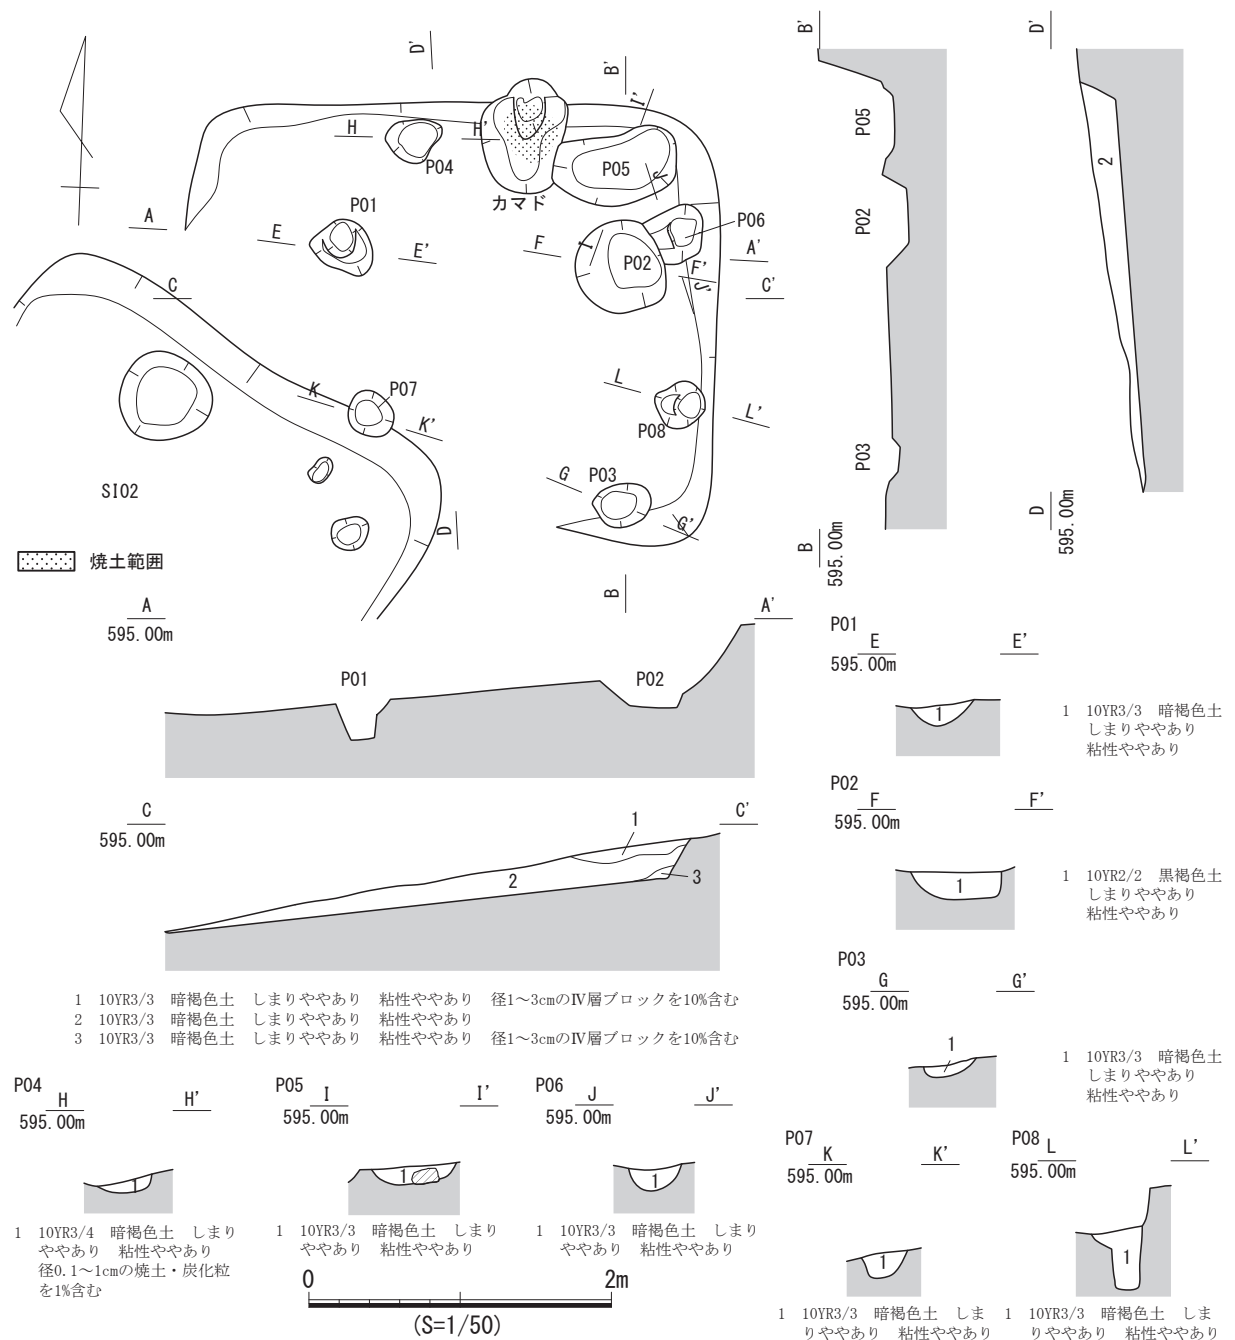 D'
B'
I'
H
H'
P04
カマド
P05
J
P06
A
P01
E
E'
F
I
P02
F'
J'
A'
C'
C
K
P07
K'
L
L'
P08
G
P03
G'
SI02
D
B
焼土範囲
B'
P05
P02
P03
B
595.00m
D'
2
D
595.00m
A
595.00m
A'
P01
P02
C
595.00m
C'
1
2
3
1 10YR3/3 暗褐色土 しまりややあり 粘性ややあり 径1～3cmのⅣ層ブロックを10%含む
2 10YR3/3 暗褐色土 しまりややあり 粘性ややあり
3 10YR3/3 暗褐色土 しまりややあり 粘性ややあり 径1～3cmのⅣ層ブロックを10%含む
P01
E
E'
595.00m
1
1 10YR3/3 暗褐色土
しまりややあり
粘性ややあり
P02
F
F'
595.00m
1
1 10YR2/2 黒褐色土
しまりややあり
粘性ややあり
P03
G
G'
595.00m
1
1 10YR3/3 暗褐色土
しまりややあり
粘性ややあり
P04
H
H'
595.00m
1
1 10YR3/4 暗褐色土 しまり
ややあり 粘性ややあり
径0.1～1cmの焼土・炭化粒
を1%含む
P05
I
I'
595.00m
1
1 10YR3/3 暗褐色土 しまり
ややあり 粘性ややあり
P06
J
J'
595.00m
1
1 10YR3/3 暗褐色土 しまり
ややあり 粘性ややあり
P07
K
K'
595.00m
1
1 10YR3/3 暗褐色土 しま
りややあり 粘性ややあり
P08
L
L'
595.00m
1
1 10YR3/3 暗褐色土 しま
りややあり 粘性ややあり
0
2m
(S=1/50)